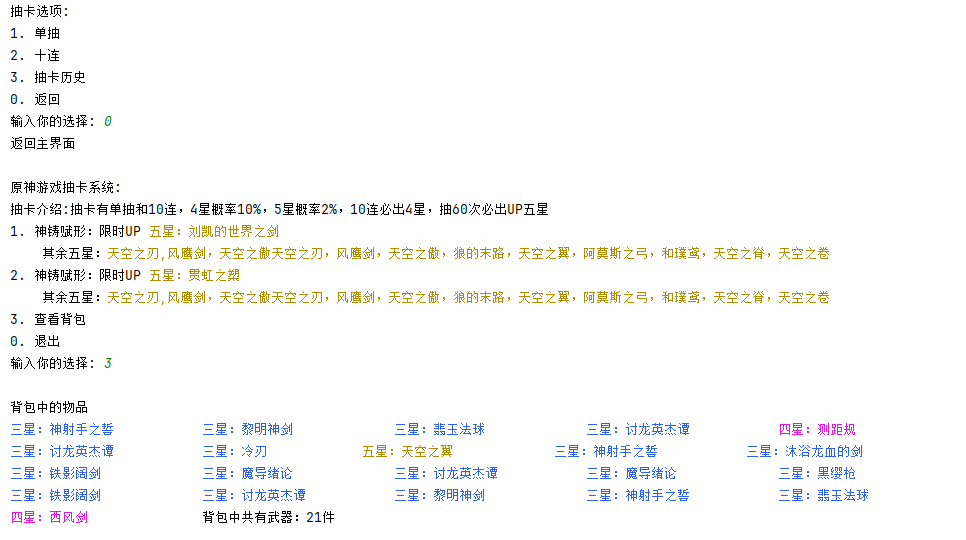 抽卡选项:
1. 单抽
2. 十连
3. 抽卡历史
0. 返回
输入你的选择: 0
返回主界面
原神游戏抽卡系统:
抽卡介绍:抽卡有单抽和10连，4星概率10%，5星概率2%，10连必出4星，抽60次必出UP五星
1. 神铸赋形：限时UP 五星：刘凯的世界之剑
其余五星：天空之刃,风鹰剑，天空之傲天空之刃，风鹰剑，天空之傲，狼的末路，天空之翼，阿莫斯之弓，和璞鸢，天空之脊，天空之卷
2. 神铸赋形：限时UP 五星：贯虹之槊
其余五星：天空之刃,风鹰剑，天空之傲天空之刃，风鹰剑，天空之傲，狼的末路，天空之翼，阿莫斯之弓，和璞鸢，天空之脊，天空之卷
3. 查看背包
0. 退出
输入你的选择: 3
背包中的物品
三星：神射手之誓 三星：黎明神剑 三星：翡玉法球 三星：讨龙英杰谭 四星：测距规
三星：讨龙英杰谭 三星：冷刃 五星：天空之翼 三星：神射手之誓 三星：沐浴龙血的剑
三星：铁影阔剑 三星：魔导绪论 三星：讨龙英杰谭 三星：魔导绪论 三星：黑缨枪
三星：铁影阔剑 三星：讨龙英杰谭 三星：黎明神剑 三星：神射手之誓 三星：翡玉法球
四星：西风剑 背包中共有武器：21件